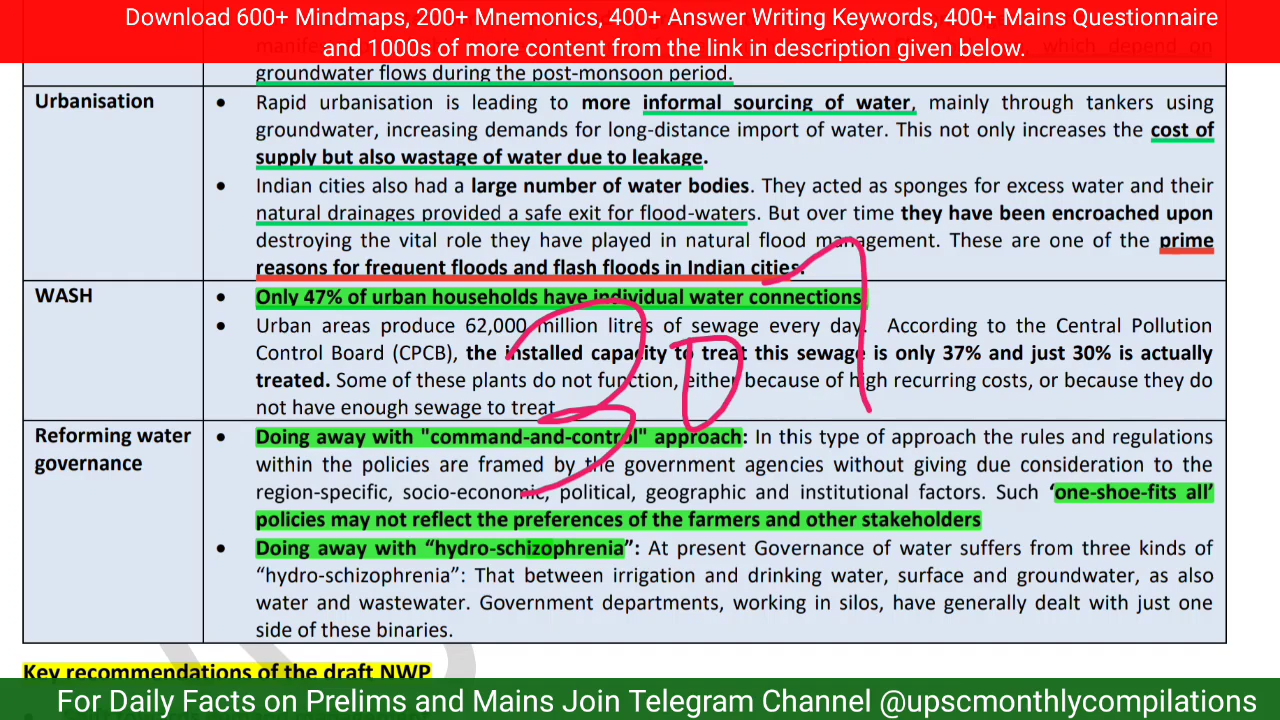 Download 600+ Mindmaps, 200+ Mnemonics, 400+ Answer Writing Keywords, 400+ Mains Questionnaire
and 1000s of more content from the link in description given below.
which depend on
groundwater flows during the post-monsoon period.
Urbanisation
• Rapid urbanisation is leading to more informal sourcing of water, mainly through tankers using
groundwater, increasing demands for long-distance import of water. This not only increases the cost of
supply but also wastage of water due to leakage.
• Indian cities also had a large number of water bodies. They acted as sponges for excess water and their
natural drainages provided a safe exit for flood-waters. But over time they have been encroached upon
destroying the vital role they have played in natural flood management. These are one of the prime
reasons for frequent floods and flash floods in Indian cities.
WASH
• Only 47% of urban households have individual water connections
• Urban areas produce 62,000 million litres of sewage every day. According to the Central Pollution
Control Board (CPCB), the installed capacity to treat this sewage is only 37% and just 30% is actually
treated. Some of these plants do not function, either because of high recurring costs, or because they do
not have enough sewage to treat
Reforming water
governance
• Doing away with "command-and-control" approach: In this type of approach the rules and regulations
within the policies are framed by the government agencies without giving due consideration to the
region-specific, socio-economic, political, geographic and institutional factors. Such ‘one-shoe-fits all’
policies may not reflect the preferences of the farmers and other stakeholders
• Doing away with “hydro-schizophrenia”: At present Governance of water suffers from three kinds of
“hydro-schizophrenia”: That between irrigation and drinking water, surface and groundwater, as also
water and wastewater. Government departments, working in silos, have generally dealt with just one
side of these binaries.
Key recommendations of the draft NWP
For Daily Facts on Prelims and Mains Join Telegram Channel @upscmonthlycompilations